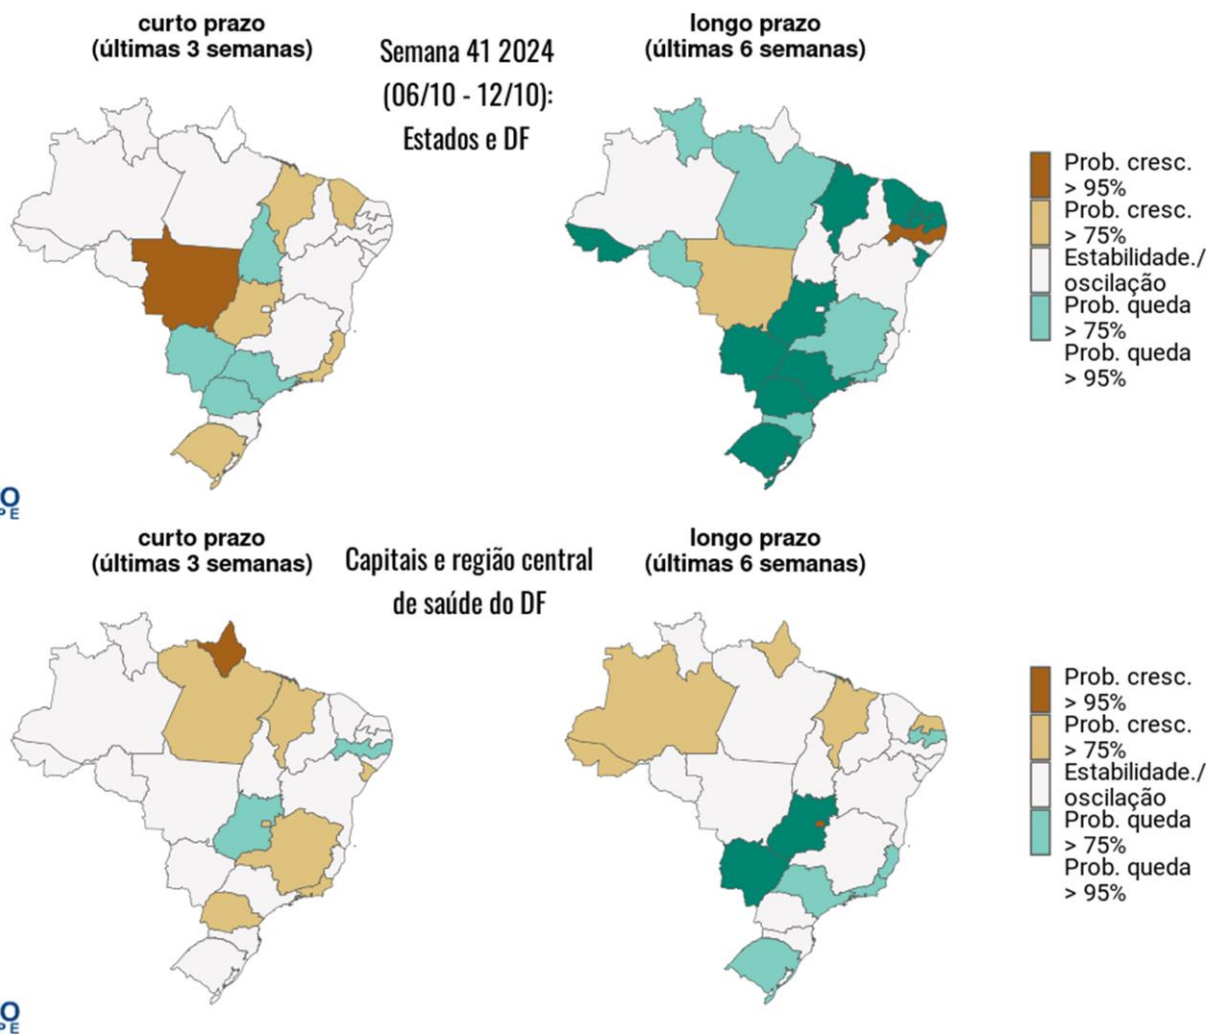 curto prazo
(últimas 3 semanas)
Semana 41 2024
(06/10 - 12/10):
Estados e DF
longo prazo
(últimas 6 semanas)
Prob. cresc.
> 95%
Prob. cresc.
> 75%
Estabilidade./
oscilação
Prob. queda
> 75%
Prob. queda
> 95%
O
PE
curto prazo
(últimas 3 semanas)
Capitais e região central
de saúde do DF
longo prazo
(últimas 6 semanas)
Prob. cresc.
> 95%
Prob. cresc.
> 75%
Estabilidade./
oscilação
Prob. queda
> 75%
Prob. queda
> 95%
O
PE